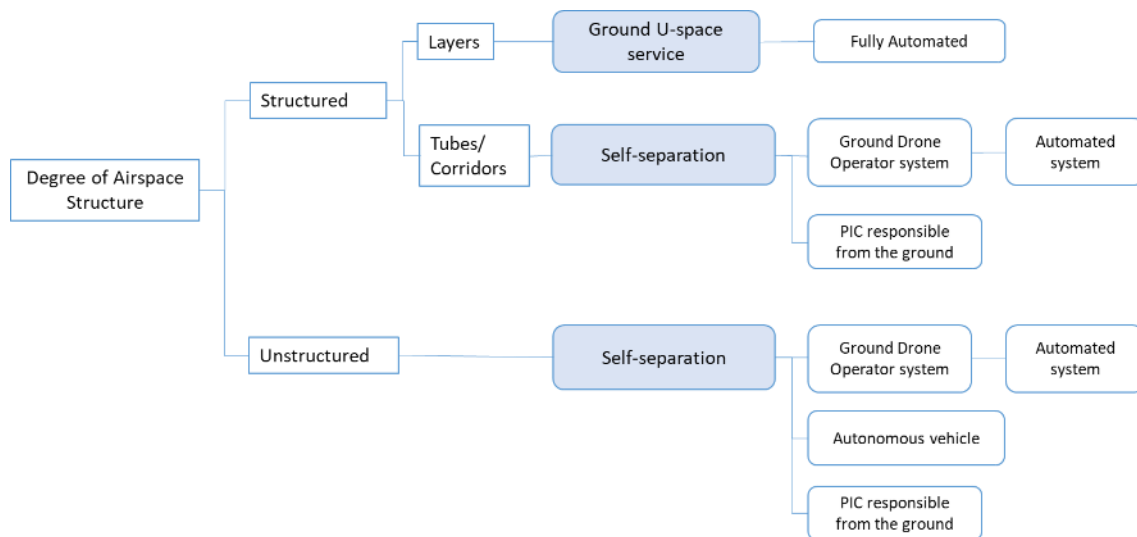 Layers
Ground U-space
service
Fully Automated
Structured
Tubes/
Corridors
Self-separation
Ground Drone
Operator system
Automated
system
Degree of Airspace
Structure
PIC responsible
from the ground
Unstructured
Self-separation
Ground Drone
Operator system
Automated
system
Autonomous vehicle
PIC responsible
from the ground